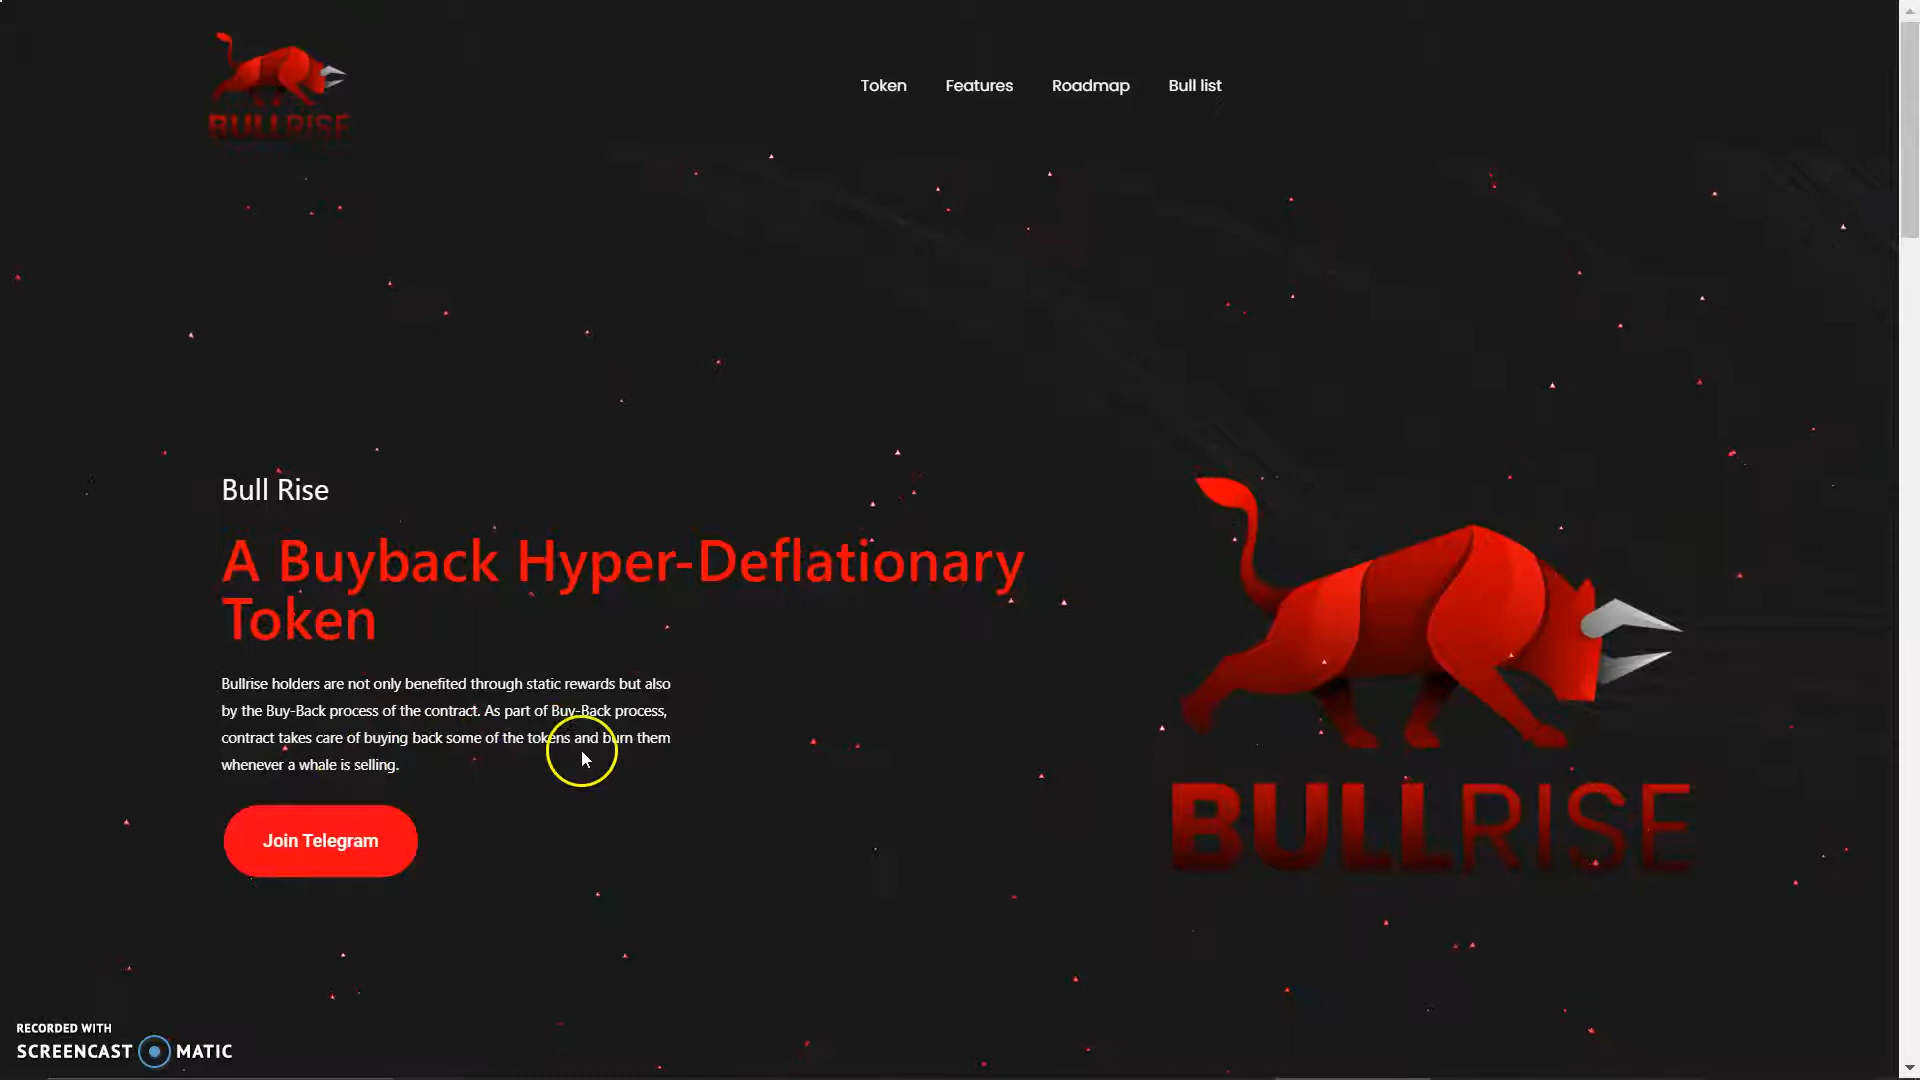 BULLRISE
Token
Features
Roadmap
Bull list
Bull Rise
A Buyback Hyper-Deflationary
Token
Bullrise holders are not only benefited through static rewards but also
by the Buy-Back process of the contract. As part of Buy-Back process,
contract takes care of buying back some of the tokens and burn them
whenever a whale is selling.
Join Telegram
BULLRISE
RECORDED WITH
SCREENCAST MATIC